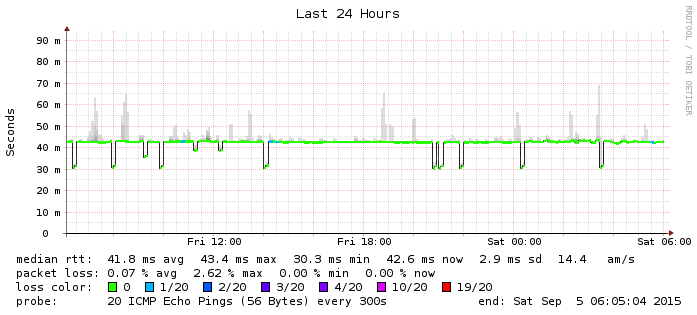 Last 24 Hours
RRDTOOL / TOBI OETIKER
Seconds
90 m
80 m
70 m
60 m
50 m
40 m
30 m
20 m
10 m
0
Fri 12:00 Fri 18:00 Sat 00:00 Sat 06:00
median rtt: 41.8 ms avg 43.4 ms max 30.3 ms min 42.6 ms now 2.9 ms sd 14.4 am/s
packet loss: 0.07 % avg 2.62 % max 0.00 % min 0.00 % now
loss color: 0 1/20 2/20 3/20 4/20 10/20 19/20
probe: 20 ICMP Echo Pings (56 Bytes) every 300s end: Sat Sep 5 06:05:04 2015